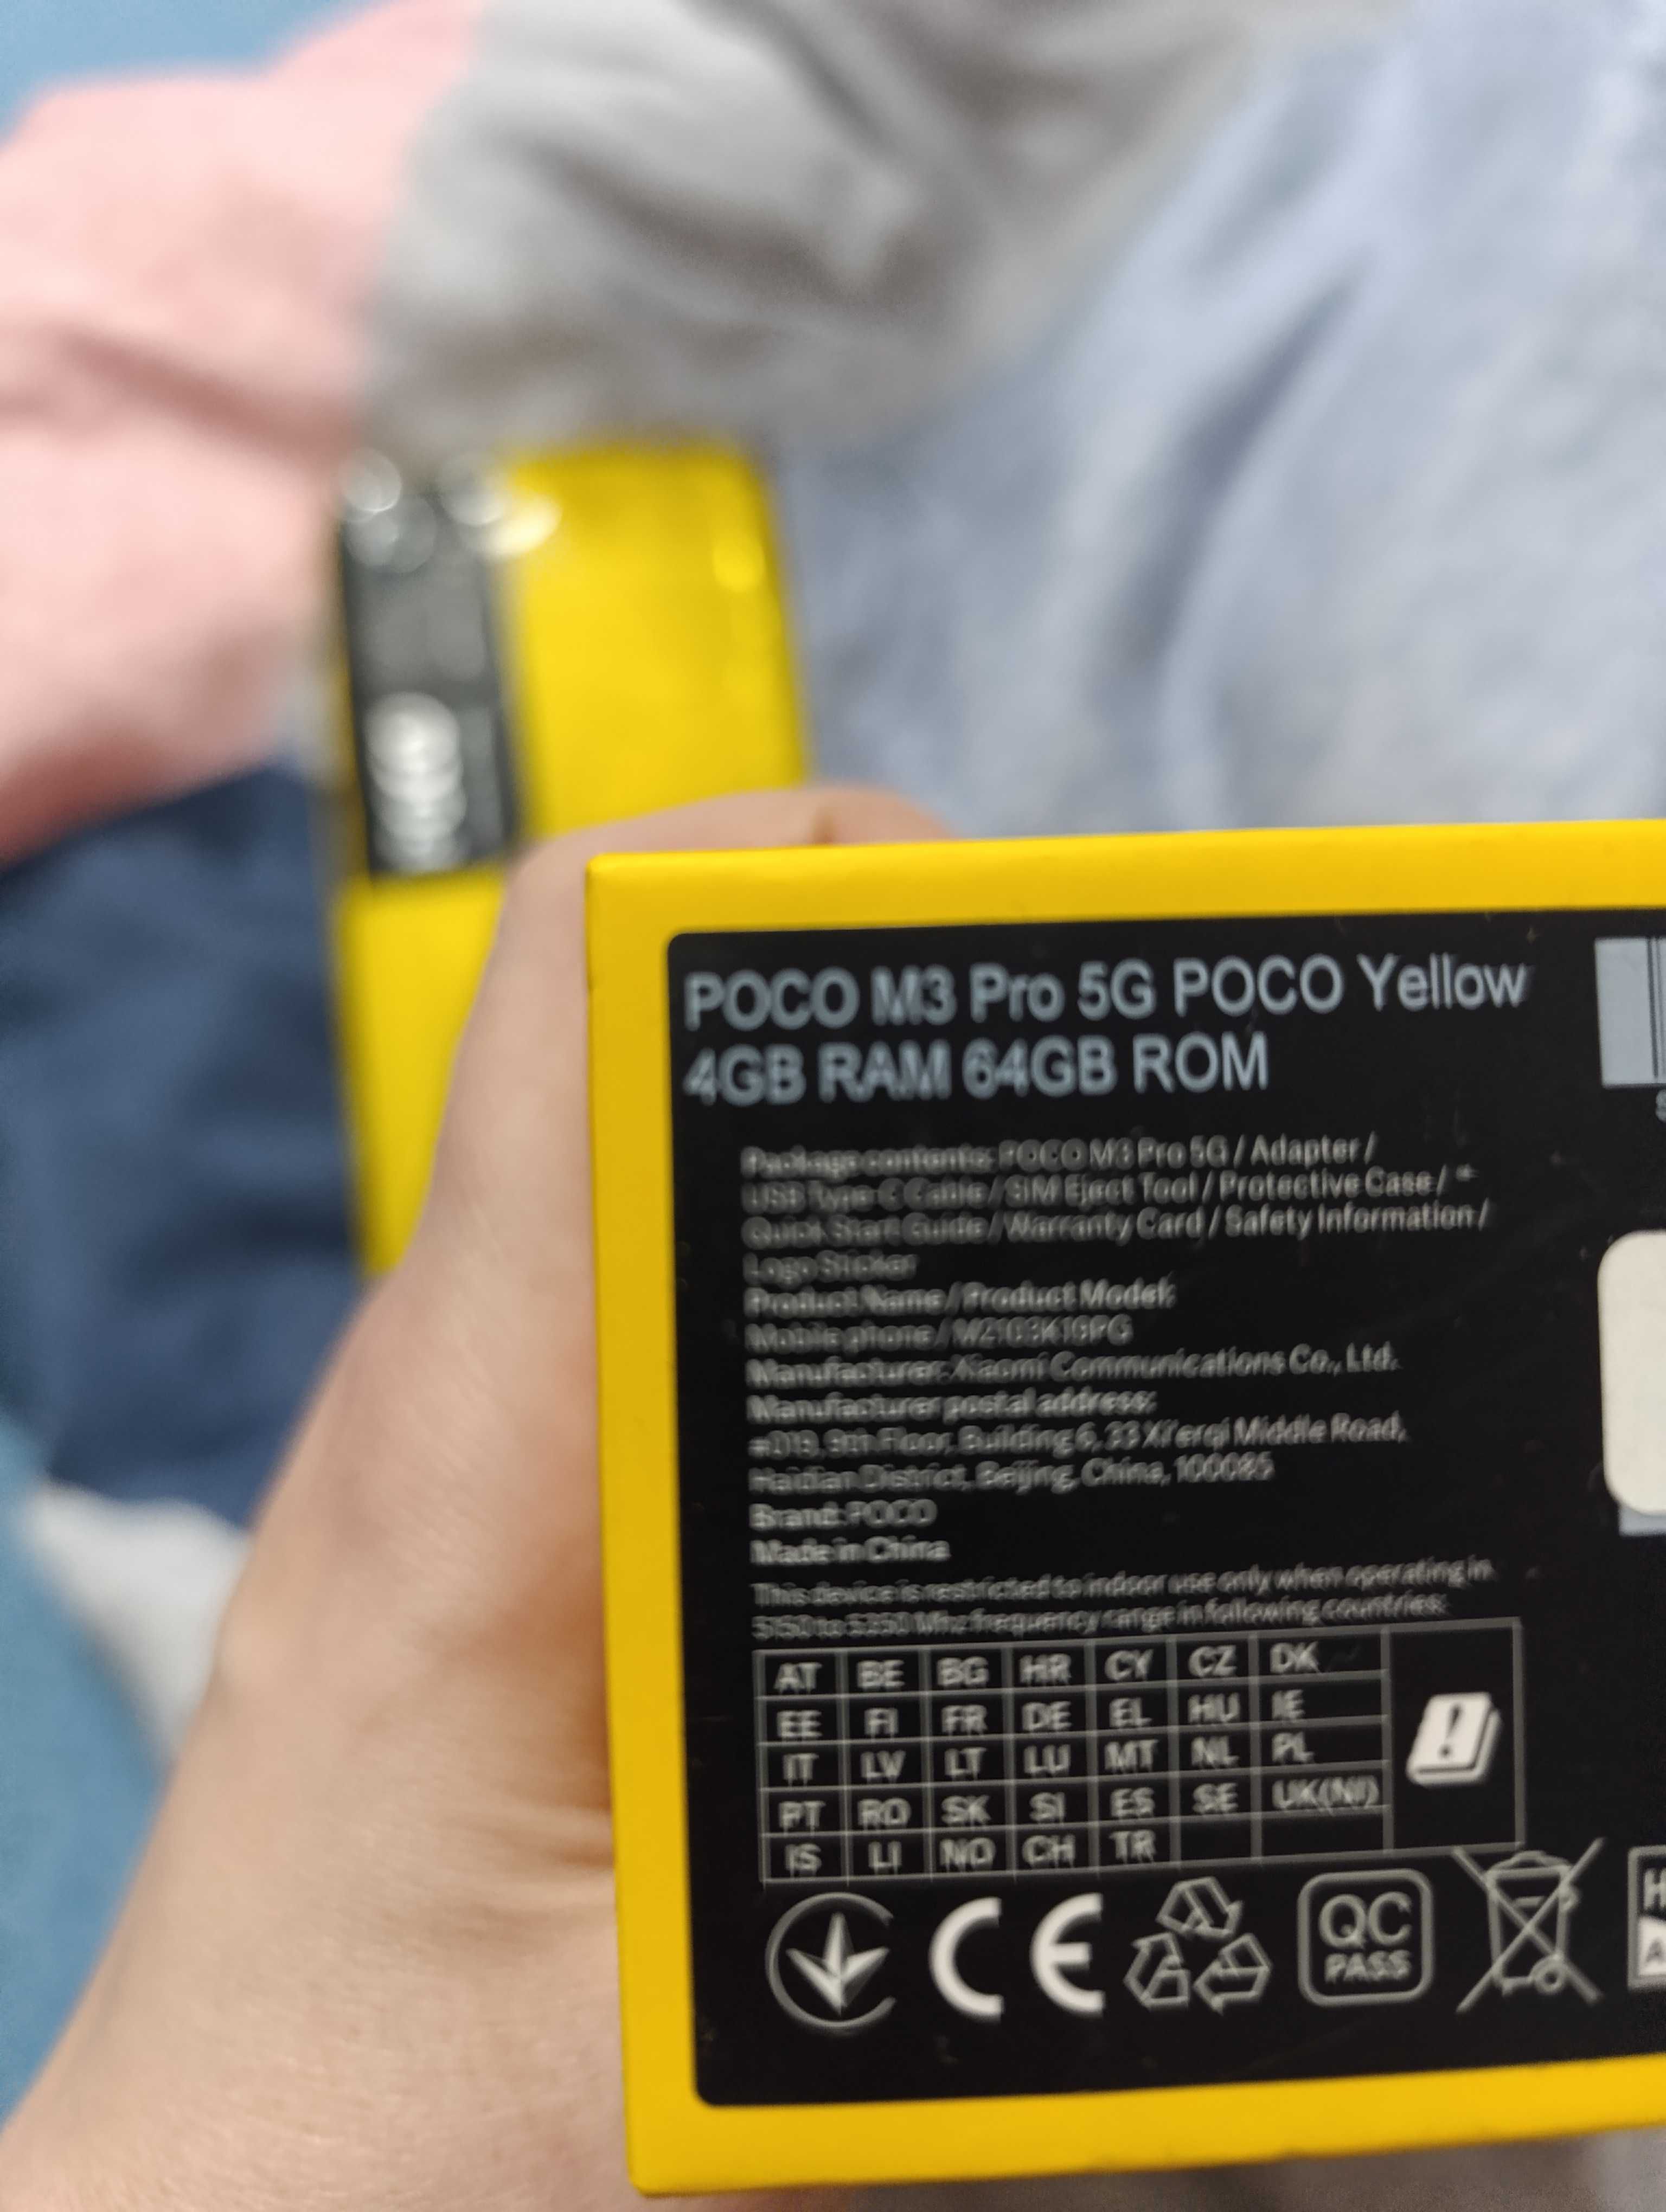 POCO M3 Pro 5G POCO Yellow
4GB RAM 64GB ROM
Package contents: POCO M3 Pro 5G / Adapter /
USB Type-C Cable / SIM Eject Tool / Protective Case /
Quick Start Guide / Warranty Card / Safety Information /
Logo Sticker
Product Name / Product Model:
Mobile phone / M2103K19PG
Manufacturer: Xiaomi Communications Co., Ltd.
Manufacturer postal address:
#019, 9th Floor, Building 6, 33 Xi'erqi Middle Road,
Haidian District, Beijing, China, 100085
Brand: POCO
Made in China
This device is restricted to indoor use only when operating in
5150 to 5350 Mhz frequency range in following countries:
AT BE BG HR CY CZ DK
EE FI FR DE EL HU IE
IT LV LT LU MT NL PL
PT RO SK SI ES SE UK(NI)
IS LI NO CH TR
CE
QC
PASS